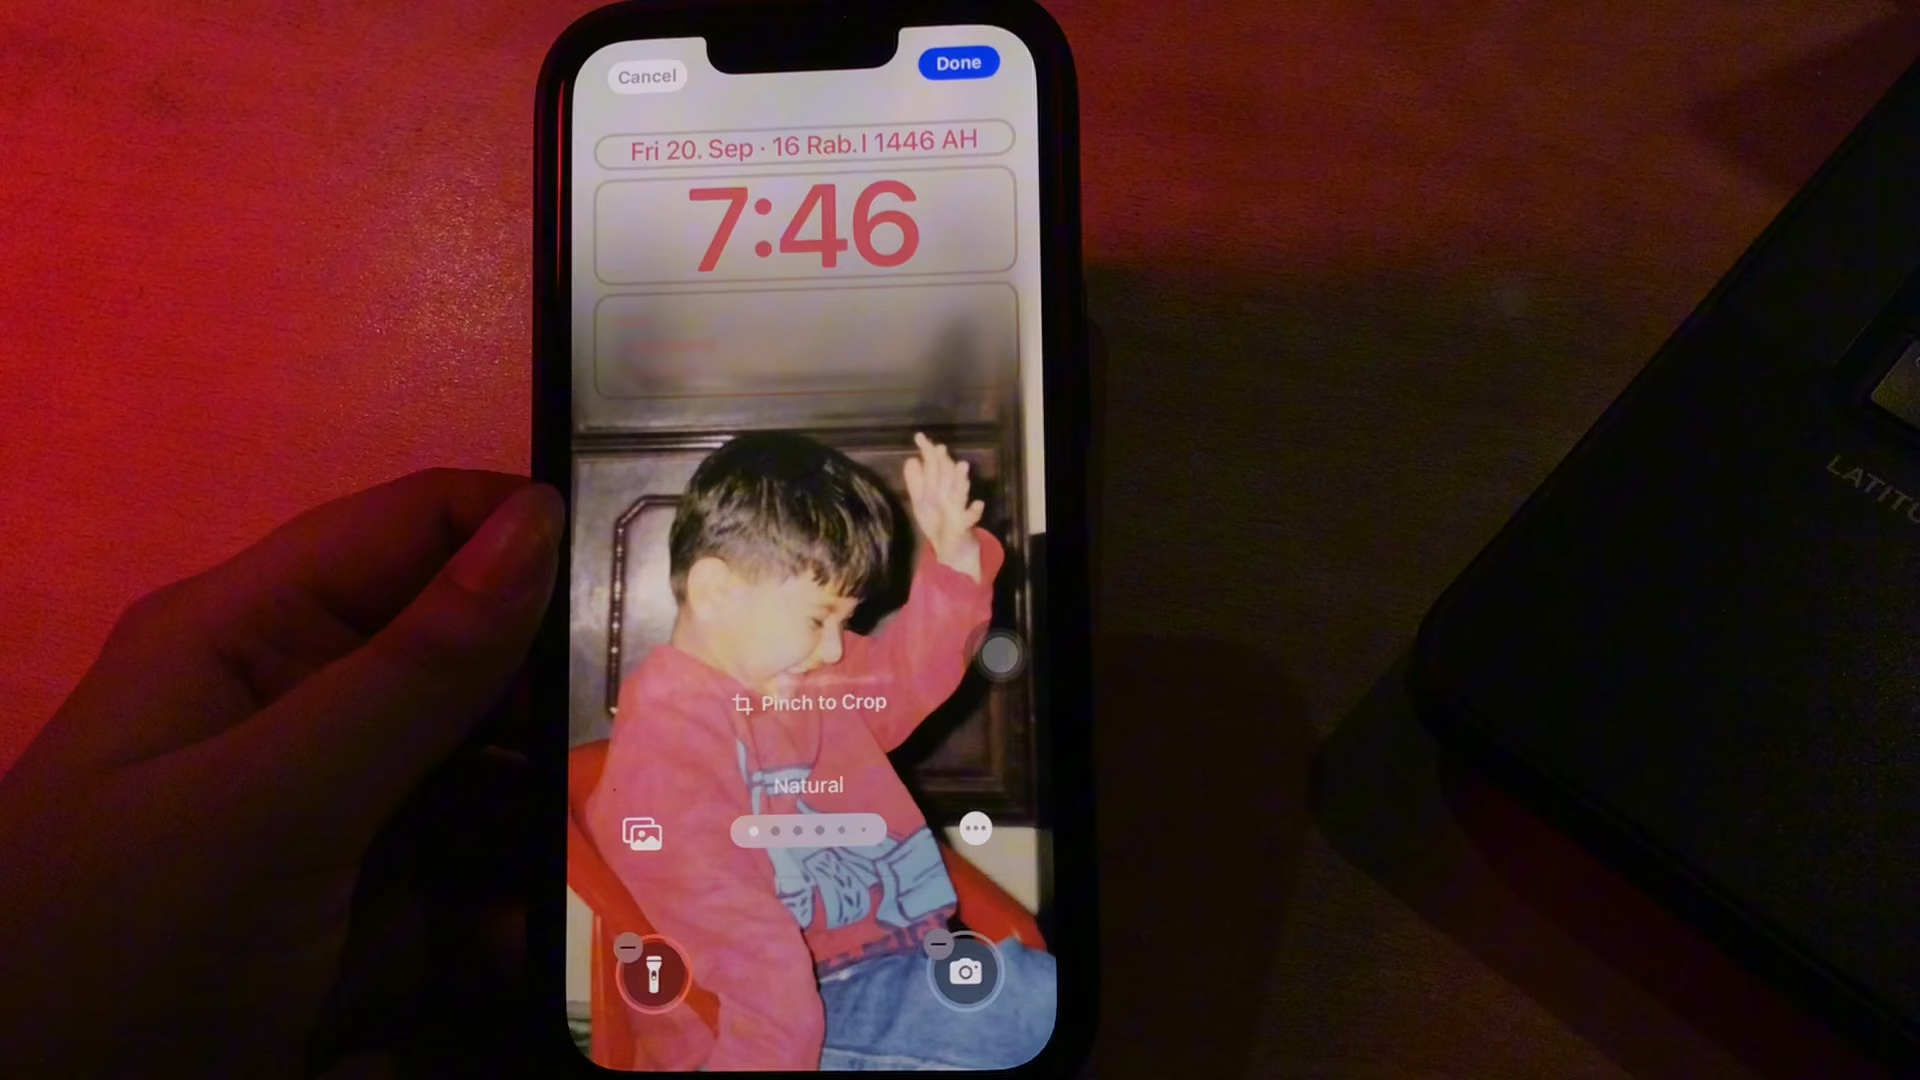 Cancel
Done
Fri 20. Sep · 16 Rab. I 1446 AH
7:46
Pinch to Crop
Natural